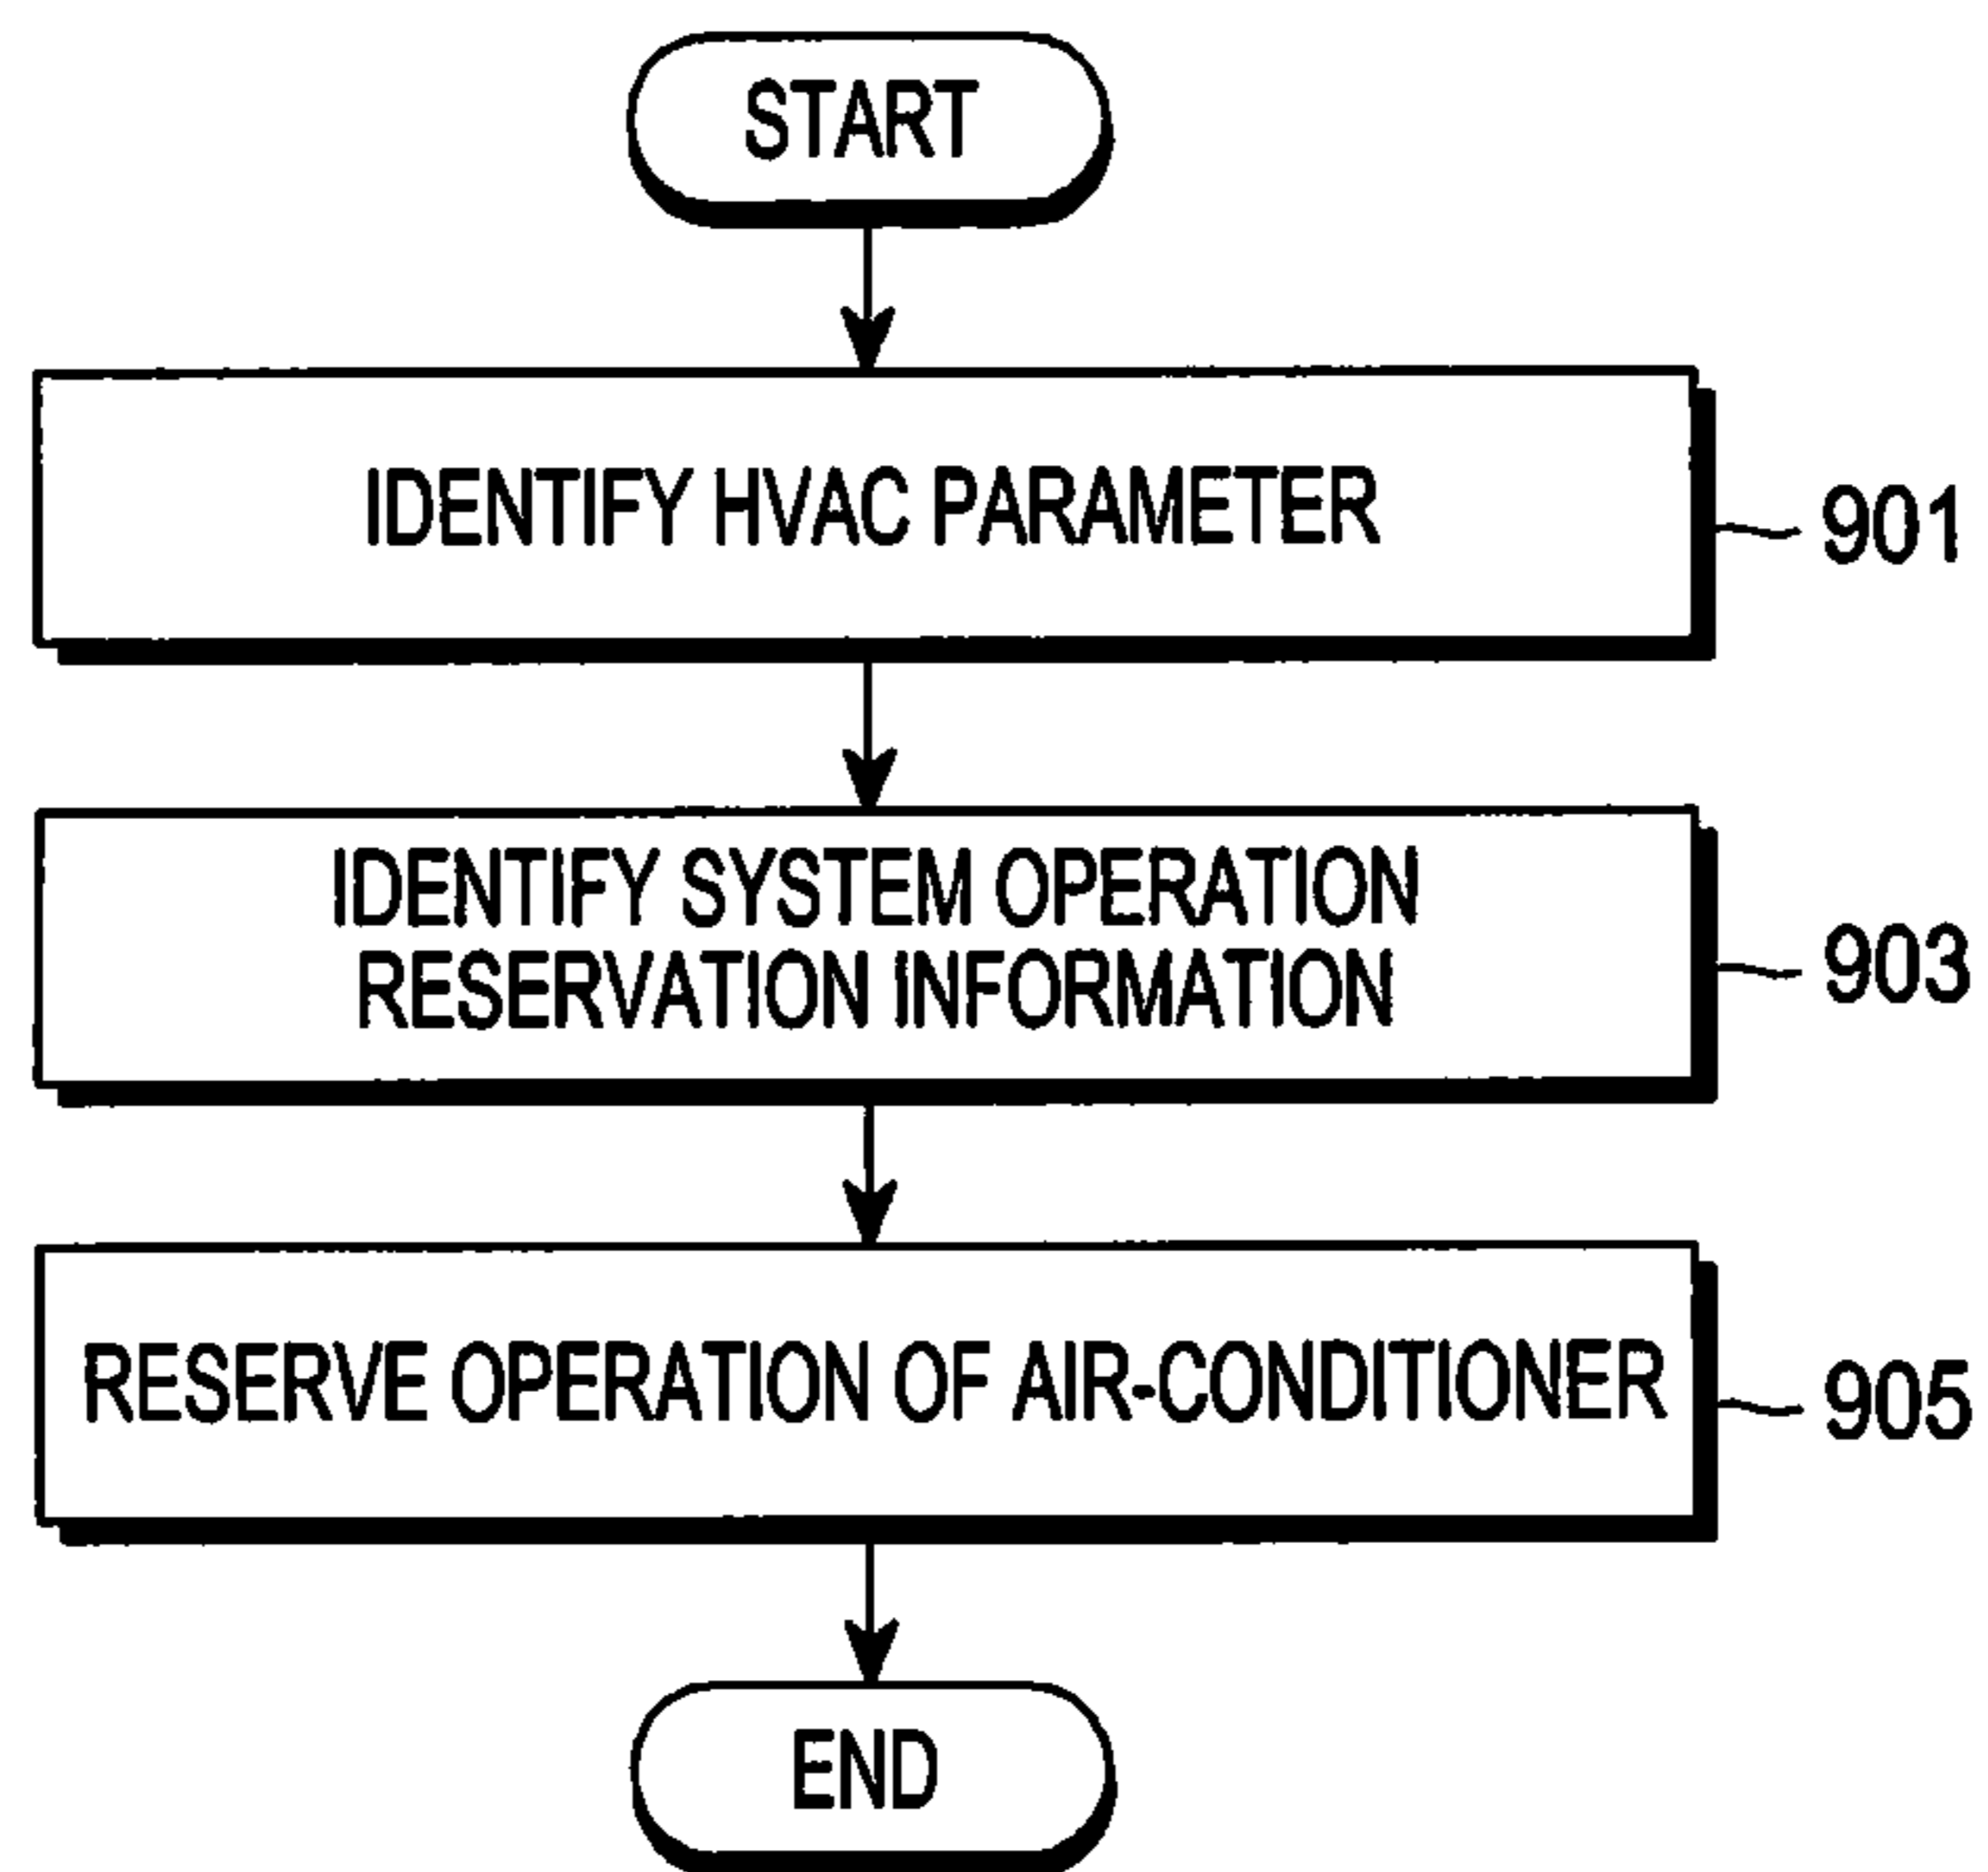 START
IDENTIFY HVAC PARAMETER
901
IDENTIFY SYSTEM OPERATION
RESERVATION INFORMATION
903
RESERVE OPERATION OF AIR-CONDITIONER
905
END